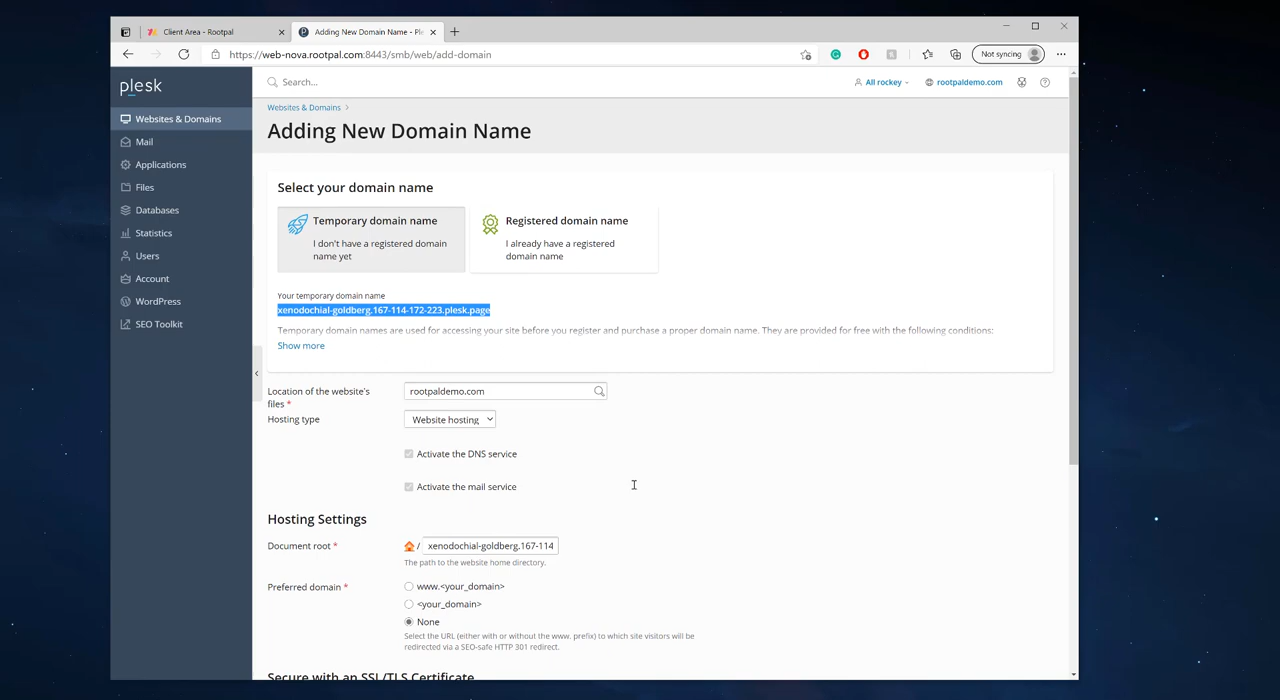 Client Area - Rootpal
Adding New Domain Name - Ple
https://web-nova.rootpal.com:8443/smb/web/add-domain
Not syncing
plesk
Search...
All rockey
rootpaldemo.com
Websites & Domains
Mail
Applications
Files
Databases
Statistics
Users
Account
WordPress
SEO Toolkit
Websites & Domains >
Adding New Domain Name
Select your domain name
Temporary domain name
I don't have a registered domain
name yet
Registered domain name
I already have a registered
domain name
Your temporary domain name
xenodochial-goldberg.167-114-172-223.plesk.page
Temporary domain names are used for accessing your site before you register and purchase a proper domain name. They are provided for free with the following conditions:
Show more
Location of the website's
files *
rootpaldemo.com
Hosting type
Website hosting
Activate the DNS service
Activate the mail service
Hosting Settings
Document root *
/ xenodochial-goldberg.167-114
The path to the website home directory.
Preferred domain *
www.<your_domain>
<your_domain>
None
Select the URL (either with or without the www. prefix) to which site visitors will be
redirected via a SEO-safe HTTP 301 redirect.
Secure with an SSL/TLS Certificate